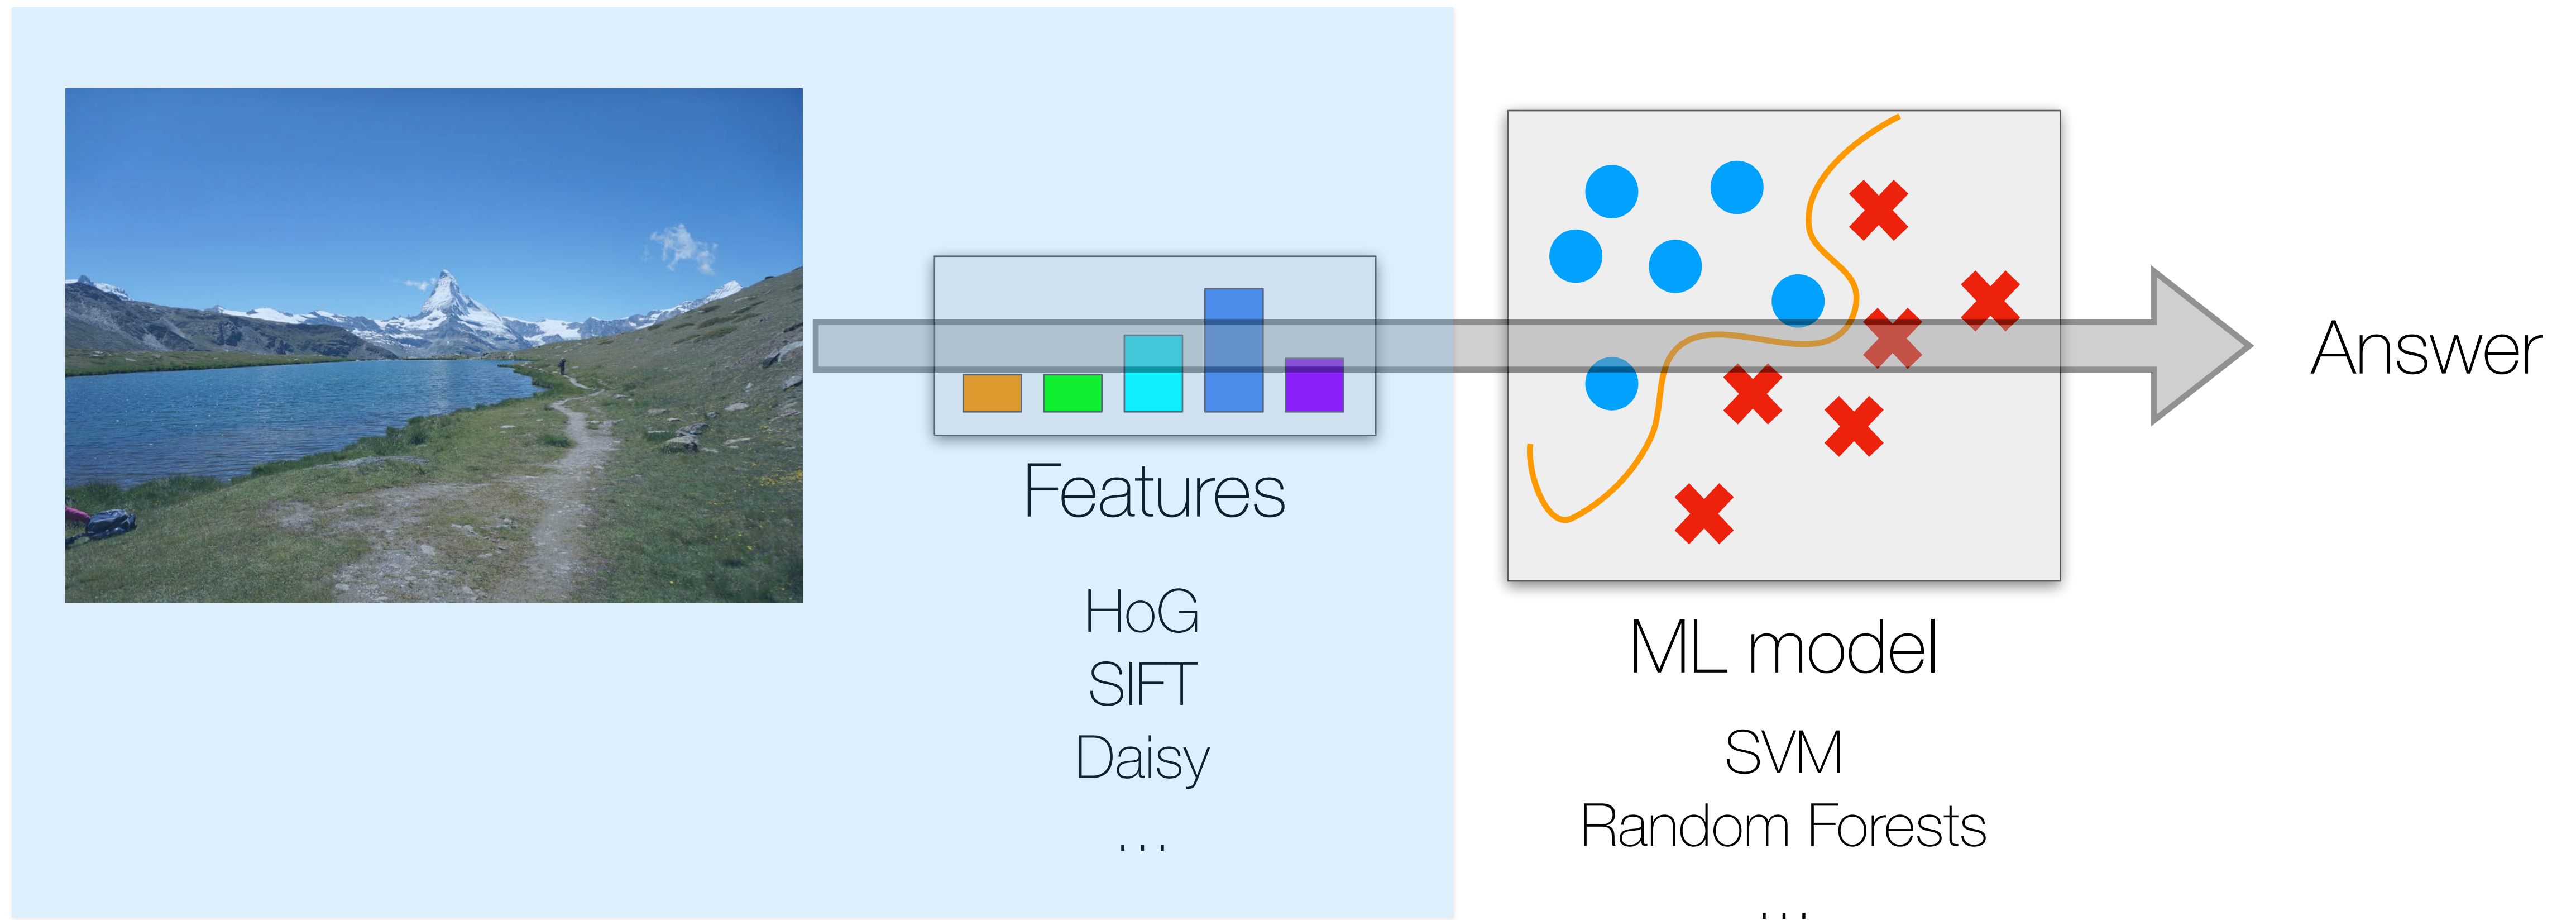 Features
HoG
SIFT
Daisy
...
ML model
SVM
Random Forests
...
Answer